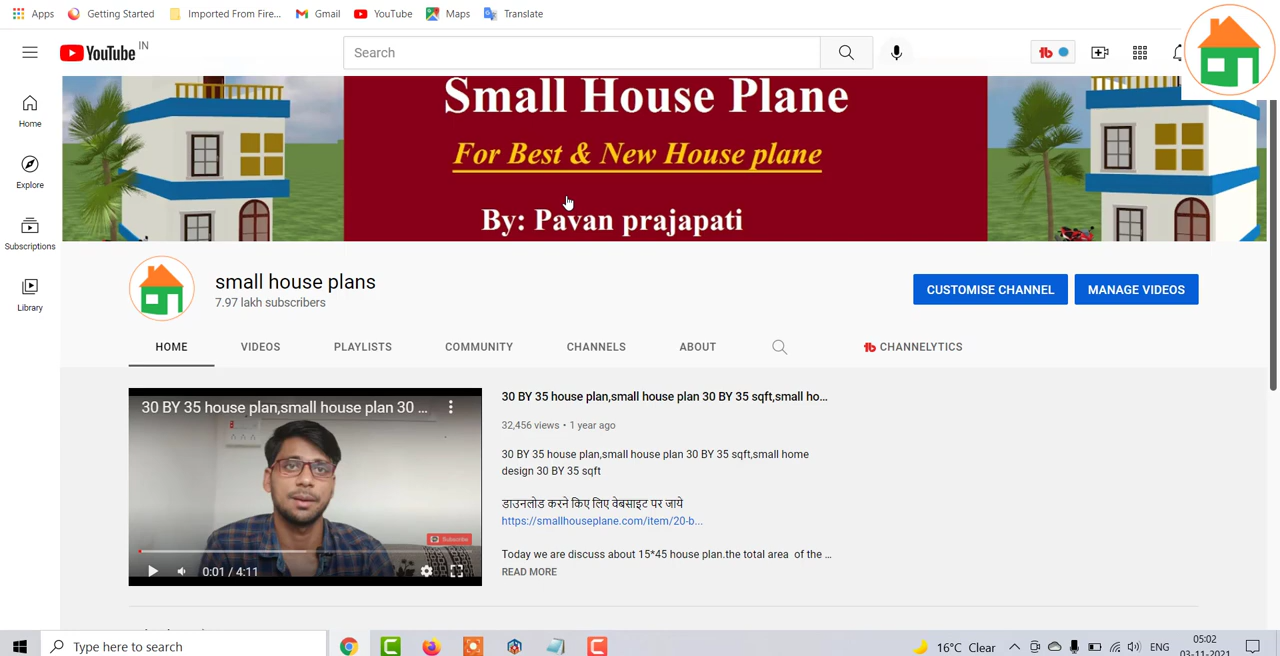 Apps Getting Started Imported From Fire... Gmail YouTube Maps Translate
YouTube IN
Search
tb
Small House Plane
For Best & New House plane
By: Pavan prajapati
Home
Explore
Subscriptions
Library
small house plans
7.97 lakh subscribers
CUSTOMISE CHANNEL MANAGE VIDEOS
HOME VIDEOS PLAYLISTS COMMUNITY CHANNELS ABOUT tb CHANNELYTICS
30 BY 35 house plan,small house plan 30 ...
Subscribe
0:01 / 4:11
30 BY 35 house plan,small house plan 30 BY 35 sqft,small ho...
32,456 views • 1 year ago
30 BY 35 house plan,small house plan 30 BY 35 sqft,small home
design 30 BY 35 sqft
डाउनलोड करने किए लिए वेबसाइट पर जाये
https://smallhouseplane.com/item/20-b...
Today we are discuss about 15*45 house plan.the total area of the ...
READ MORE
Type here to search
16°C Clear ENG
05:02
03-11-2021